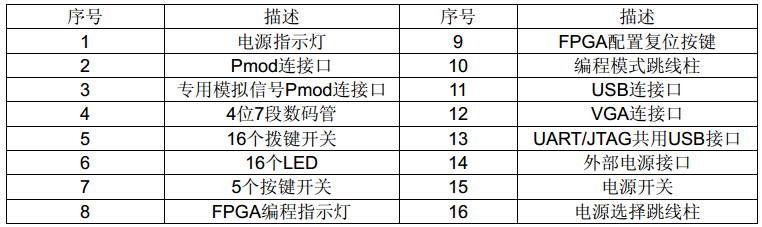 序号 描述 序号 描述
1 电源指示灯 9 FPGA配置复位按键
2 Pmod连接口 10 编程模式跳线柱
3 专用模拟信号Pmod连接口 11 USB连接口
4 4位7段数码管 12 VGA连接口
5 16个拨键开关 13 UART/JTAG共用USB接口
6 16个LED 14 外部电源接口
7 5个按键开关 15 电源开关
8 FPGA编程指示灯 16 电源选择跳线柱